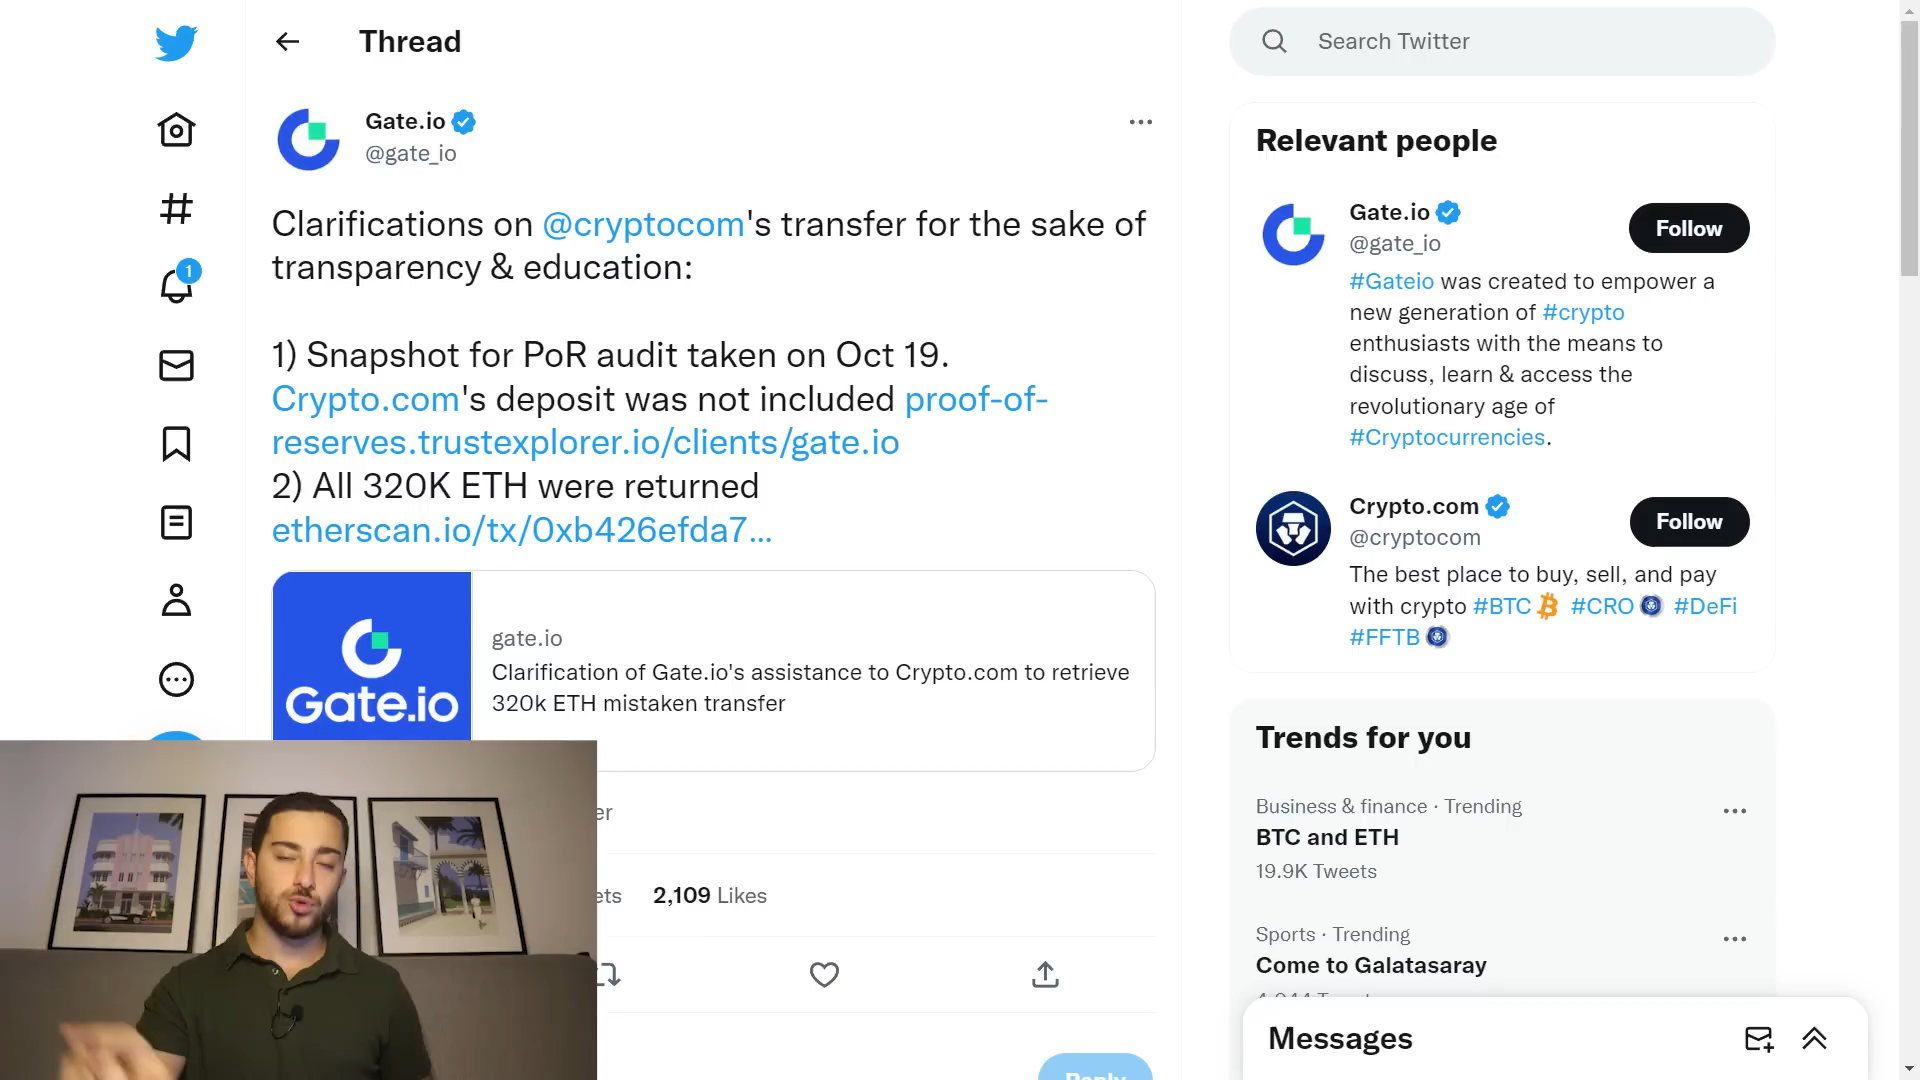 Thread
Search Twitter
Gate.io
@gate_io
Clarifications on @cryptocom's transfer for the sake of
transparency & education:
1) Snapshot for PoR audit taken on Oct 19.
Crypto.com's deposit was not included proof-of-
reserves.trustexplorer.io/clients/gate.io
2) All 320K ETH were returned
etherscan.io/tx/0xb426efda7...
Gate.io
gate.io
Clarification of Gate.io's assistance to Crypto.com to retrieve
320k ETH mistaken transfer
2,109 Likes
1
Relevant people
Gate.io
@gate_io
Follow
#Gateio was created to empower a
new generation of #crypto
enthusiasts with the means to
discuss, learn & access the
revolutionary age of
#Cryptocurrencies.
Crypto.com
@cryptocom
Follow
The best place to buy, sell, and pay
with crypto #BTC #CRO #DeFi
#FFTB
Trends for you
Business & finance · Trending
BTC and ETH
19.9K Tweets
Sports · Trending
Come to Galatasaray
Messages